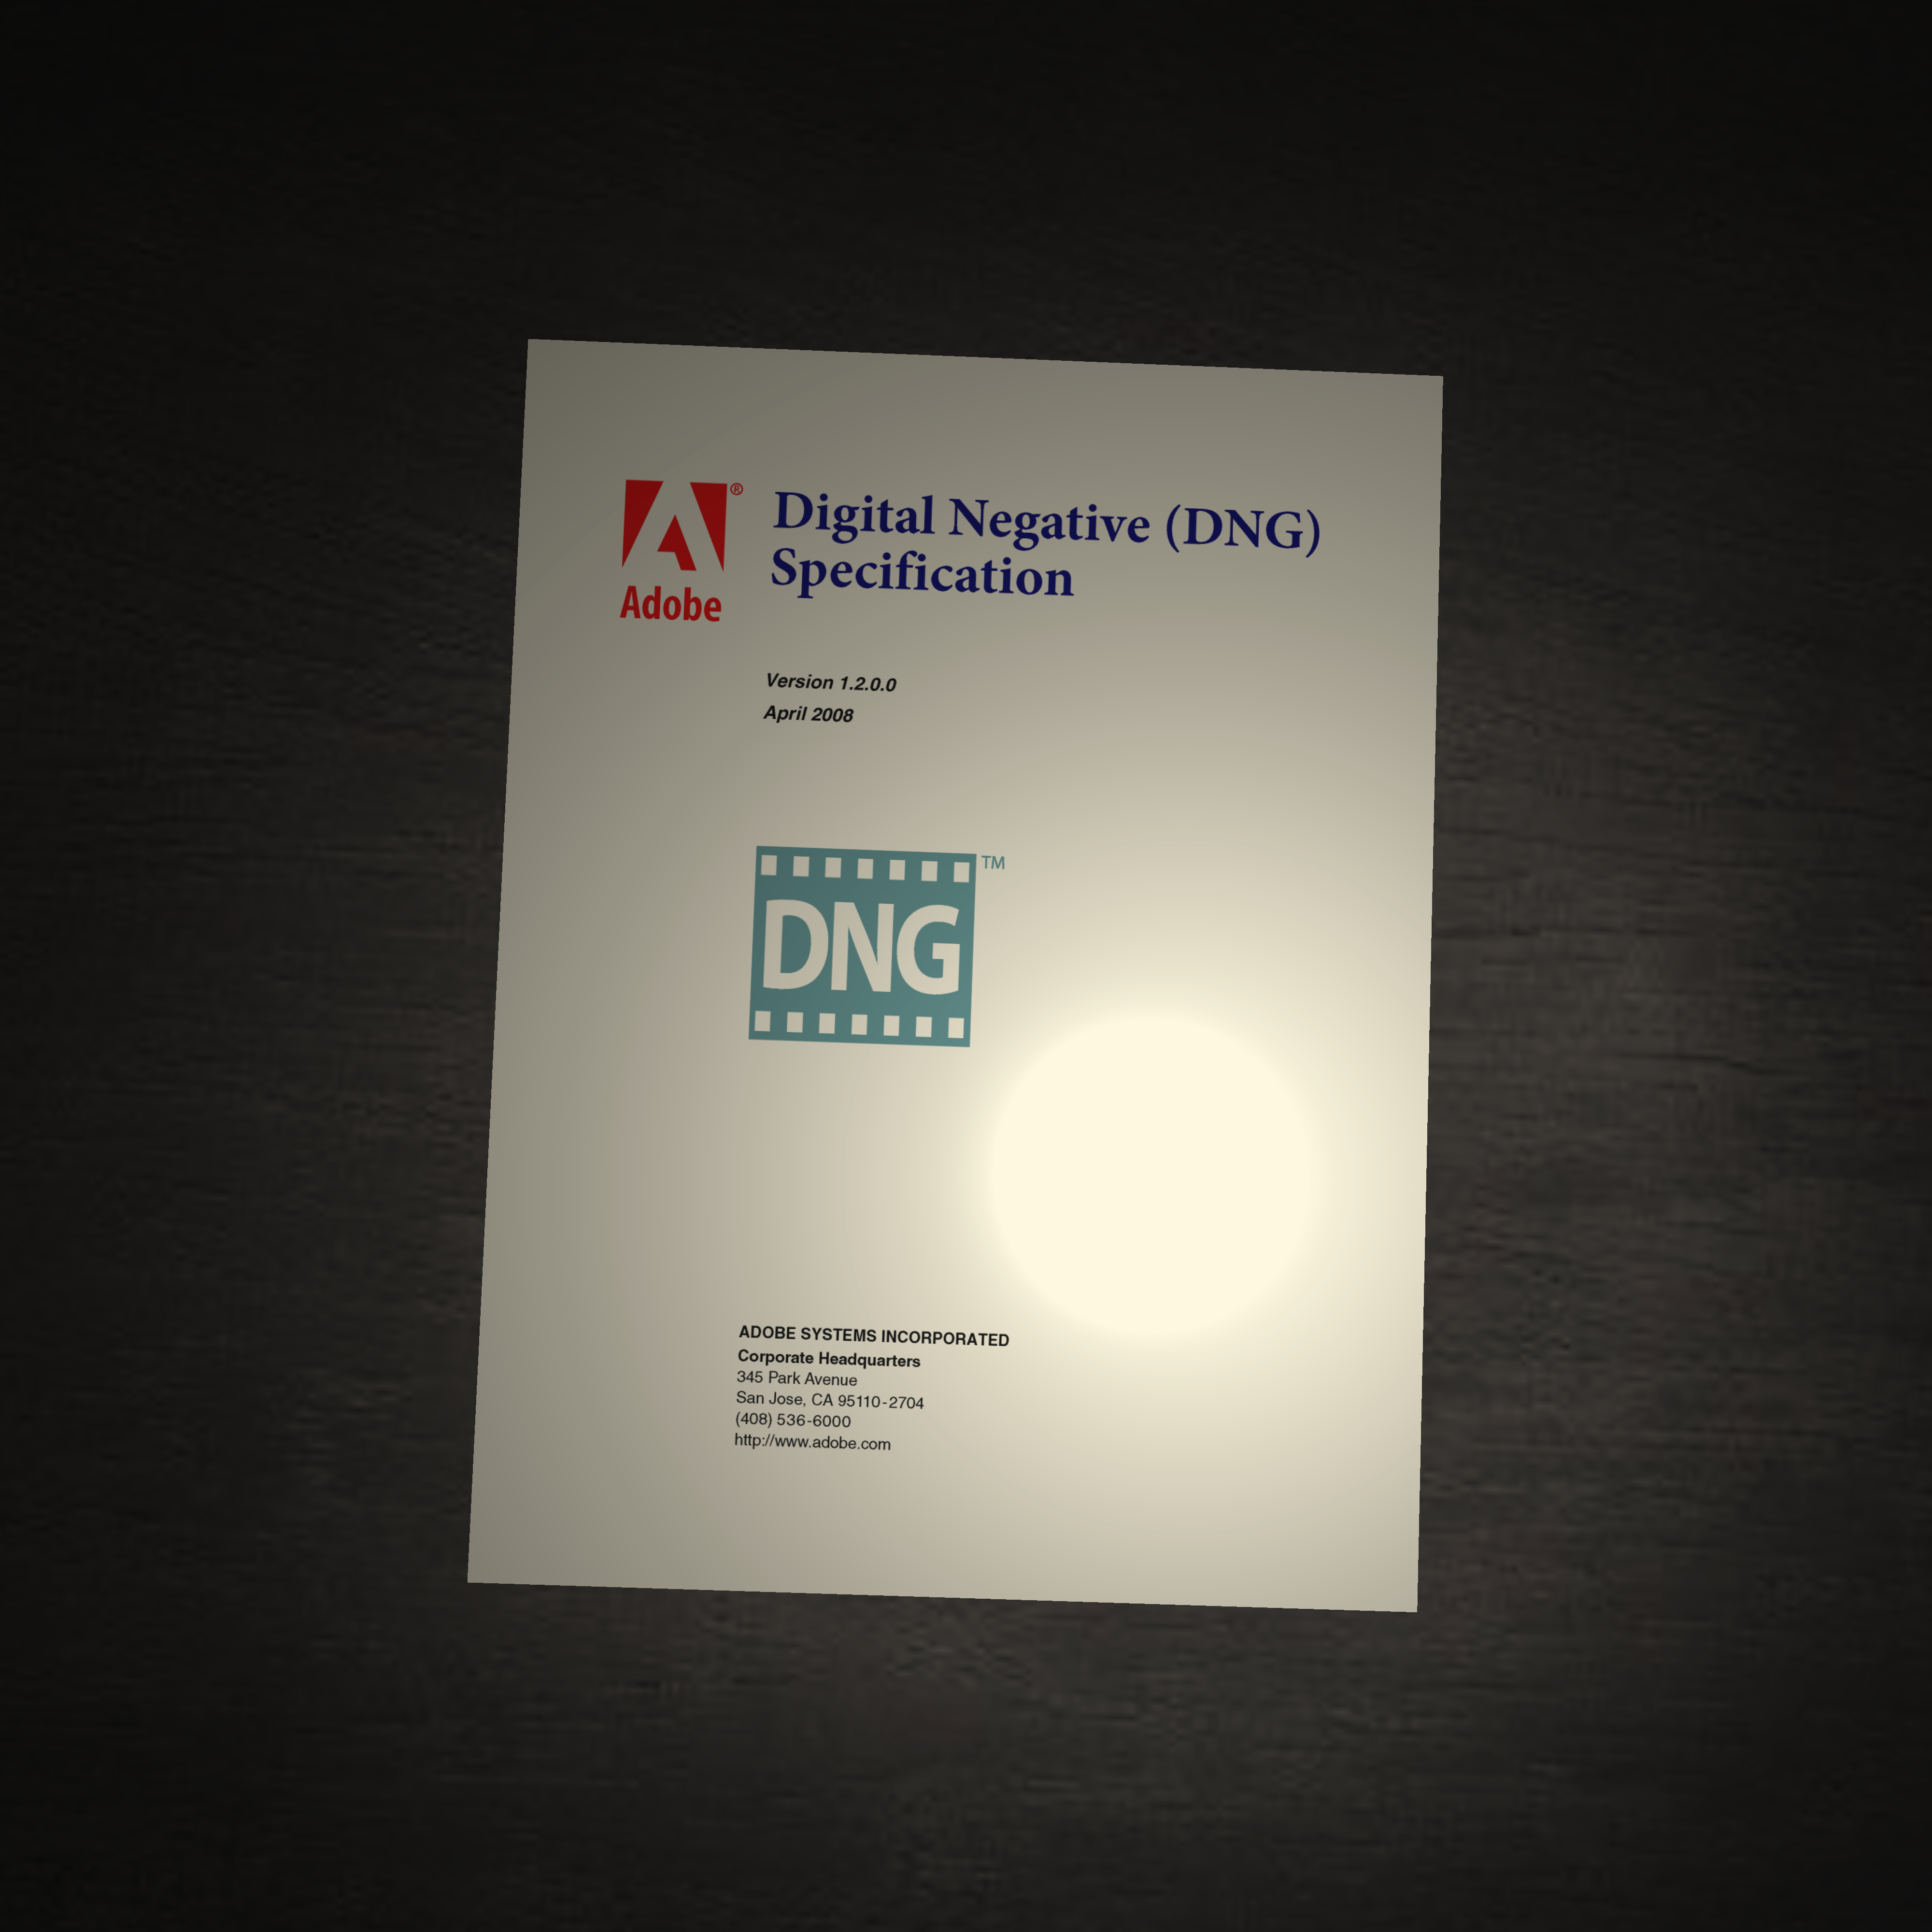 Digital Negative (DNG)
Specification
Adobe®
Version 1.2.0.0
April 2008
DNG™
ADOBE SYSTEMS INCORPORATED
Corporate Headquarters
345 Park Avenue
San Jose, CA 95110-2704
(408) 536-6000
http://www.adobe.com